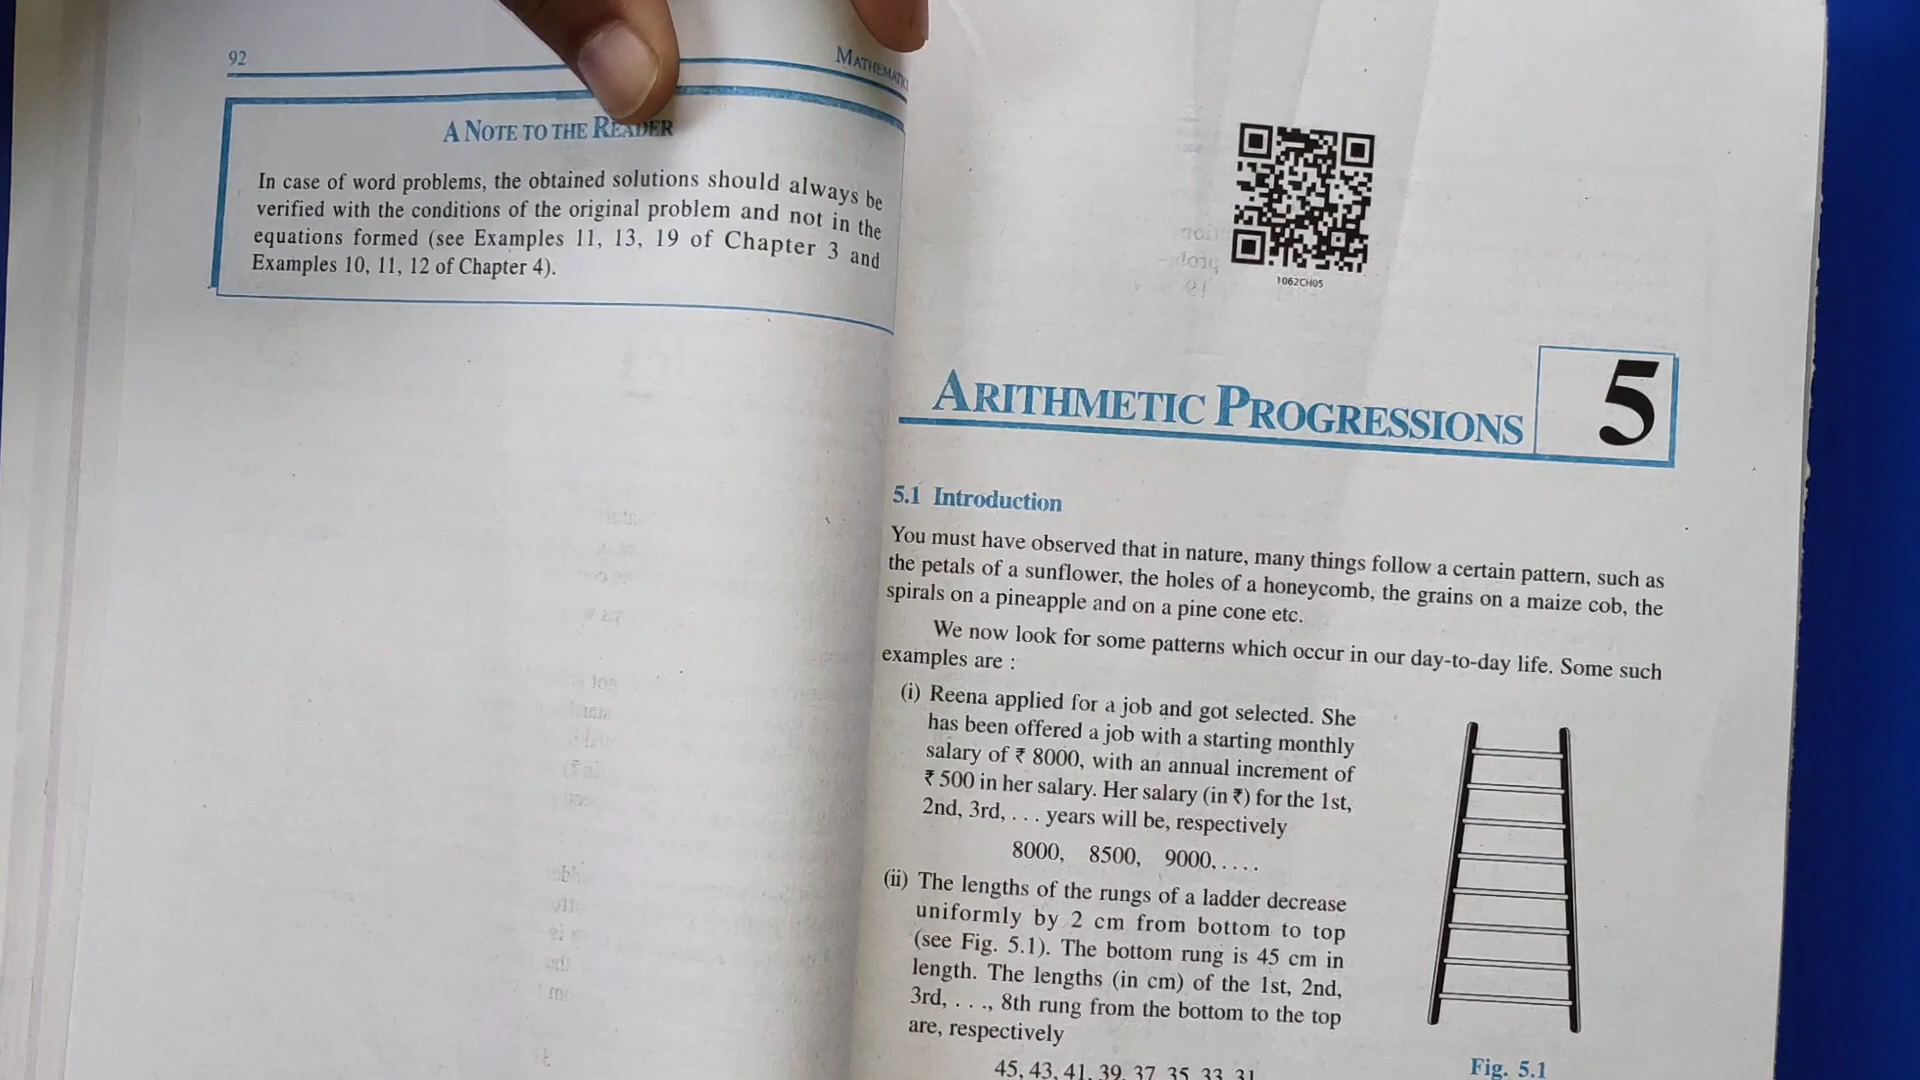 92
A NOTE TO THE READER
In case of word problems, the obtained solutions should always be
verified with the conditions of the original problem and not in the
equations formed (see Examples 11, 13, 19 of Chapter 3 and
Examples 10, 11, 12 of Chapter 4).
1062CH05
ARITHMETIC PROGRESSIONS
5
5.1 Introduction
You must have observed that in nature, many things follow a certain pattern, such as
the petals of a sunflower, the holes of a honeycomb, the grains on a maize cob, the
spirals on a pineapple and on a pine cone etc.
We now look for some patterns which occur in our day-to-day life. Some such
examples are :
(i) Reena applied for a job and got selected. She
has been offered a job with a starting monthly
salary of ₹ 8000, with an annual increment of
₹ 500 in her salary. Her salary (in ₹) for the 1st,
2nd, 3rd, . . . years will be, respectively
8000, 8500, 9000, . . . .
(ii) The lengths of the rungs of a ladder decrease
uniformly by 2 cm from bottom to top
(see Fig. 5.1). The bottom rung is 45 cm in
length. The lengths (in cm) of the 1st, 2nd,
3rd, . . ., 8th rung from the bottom to the top
are, respectively
45, 43, 41, 39, 37, 35, 33, 31
Fig. 5.1